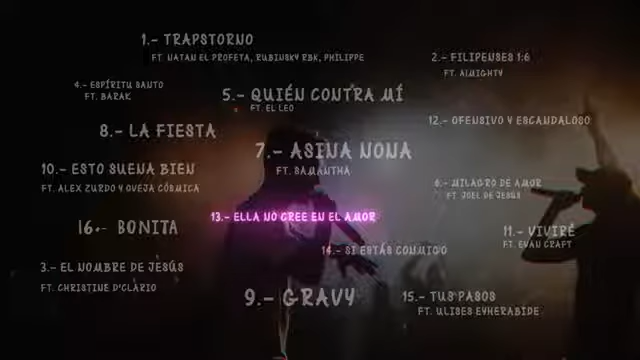 1.- TRAPSTORNO
FT. NATAN EL PROFETA, RUBINSKY RBK, PHILIPPE
2.- FILIPENSES 1:6
FT. ALMIGHTY
4.- ESPÍRITU SANTO
FT. BARAK
5.- QUIÉN CONTRA MÍ
FT. EL LEO
12.- OFENSIVO Y ESCANDALOSO
8.- LA FIESTA
7.- ASINA NONA
FT. SAMANTHA
10.- ESTO SUENA BIEN
FT. ALEX ZURDO Y OVEJA CÓSMICA
6.- MILAGRO DE AMOR
FT. JOEL DE JESÚS
13.- ELLA NO CREE EN EL AMOR
16.- BONITA
11.- VIVIRÉ
FT. EVAN CRAFT
14.- SI ESTÁS CONMIGO
3.- EL NOMBRE DE JESÚS
FT. CHRISTINE D'CLARIO
9.- GRAVY
15.- TUS PASOS
FT. ULISES EYHERABIDE